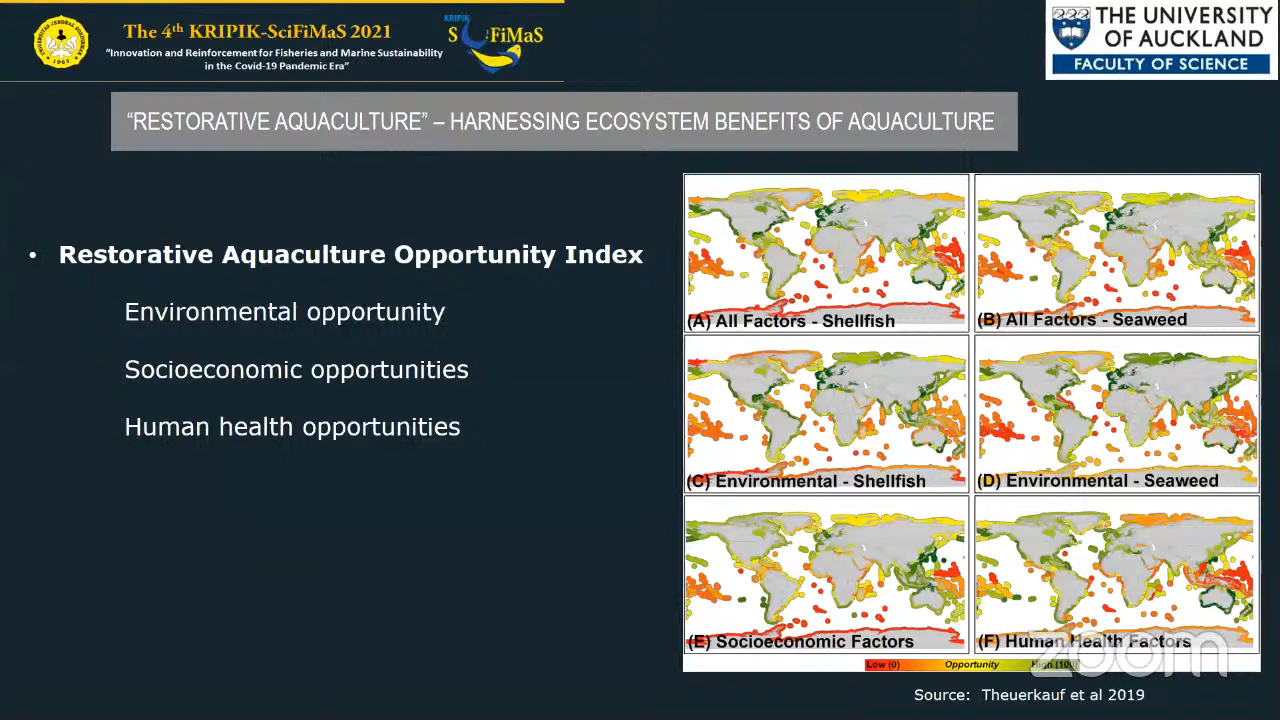 The 4th KRIPIK-SciFiMaS 2021
“Innovation and Reinforcement for Fisheries and Marine Sustainability
in the Covid-19 Pandemic Era”
KRIPIK
SciFiMaS
THE UNIVERSITY
OF AUCKLAND
FACULTY OF SCIENCE
“RESTORATIVE AQUACULTURE” – HARNESSING ECOSYSTEM BENEFITS OF AQUACULTURE
• Restorative Aquaculture Opportunity Index
Environmental opportunity
Socioeconomic opportunities
Human health opportunities
(A) All Factors - Shellfish
(B) All Factors - Seaweed
(C) Environmental - Shellfish
(D) Environmental - Seaweed
(E) Socioeconomic Factors
(F) Human Health Factors
zoom
Low (0) Opportunity High (100)
Source: Theuerkauf et al 2019